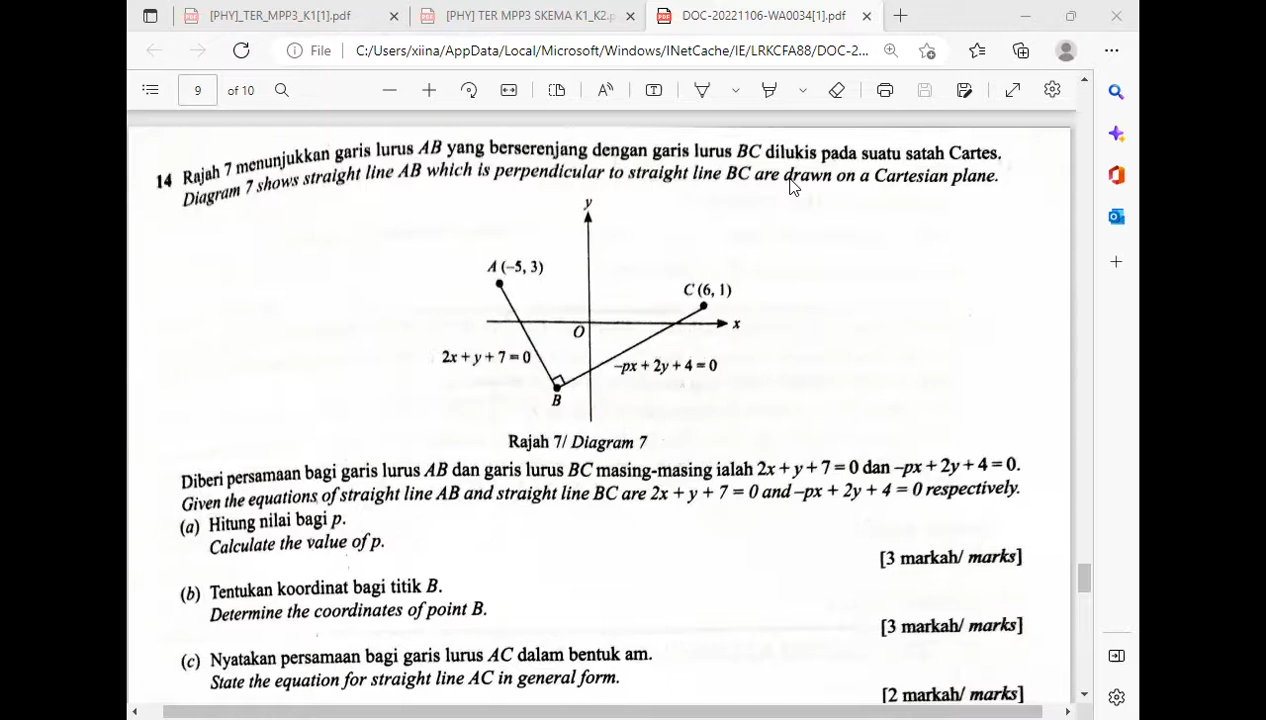 [PHY]_TER_MPP3_K1[1].pdf
[PHY] TER MPP3 SKEMA K1_K2.p
DOC-20221106-WA0034[1].pdf
File
C:/Users/xiina/AppData/Local/Microsoft/Windows/INetCache/IE/LRKCFA88/DOC-2...
9 of 10
14 Rajah 7 menunjukkan garis lurus AB yang berserenjang dengan garis lurus BC dilukis pada suatu satah Cartes.
Diagram 7 shows straight line AB which is perpendicular to straight line BC are drawn on a Cartesian plane.
y
A (–5, 3)
C (6, 1)
O
x
2x + y + 7 = 0
–px + 2y + 4 = 0
B
Rajah 7/ Diagram 7
Diberi persamaan bagi garis lurus AB dan garis lurus BC masing-masing ialah 2x + y + 7 = 0 dan –px + 2y + 4 = 0.
Given the equations of straight line AB and straight line BC are 2x + y + 7 = 0 and –px + 2y + 4 = 0 respectively.
(a) Hitung nilai bagi p.
Calculate the value of p.
[3 markah/ marks]
(b) Tentukan koordinat bagi titik B.
Determine the coordinates of point B.
[3 markah/ marks]
(c) Nyatakan persamaan bagi garis lurus AC dalam bentuk am.
State the equation for straight line AC in general form.
[2 markah/ marks]